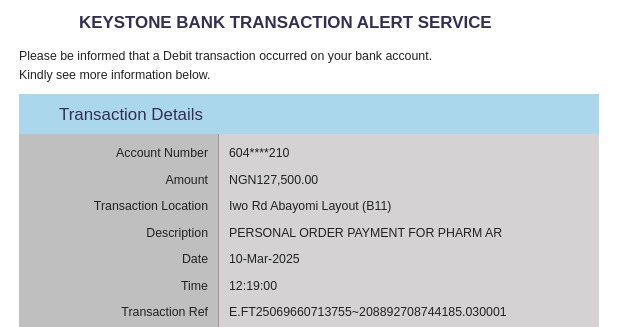 KEYSTONE BANK TRANSACTION ALERT SERVICE
Please be informed that a Debit transaction occurred on your bank account.
Kindly see more information below.
Transaction Details
Account Number 604****210
Amount NGN127,500.00
Transaction Location Iwo Rd Abayomi Layout (B11)
Description PERSONAL ORDER PAYMENT FOR PHARM AR
Date 10-Mar-2025
Time 12:19:00
Transaction Ref E.FT25069660713755~208892708744185.030001